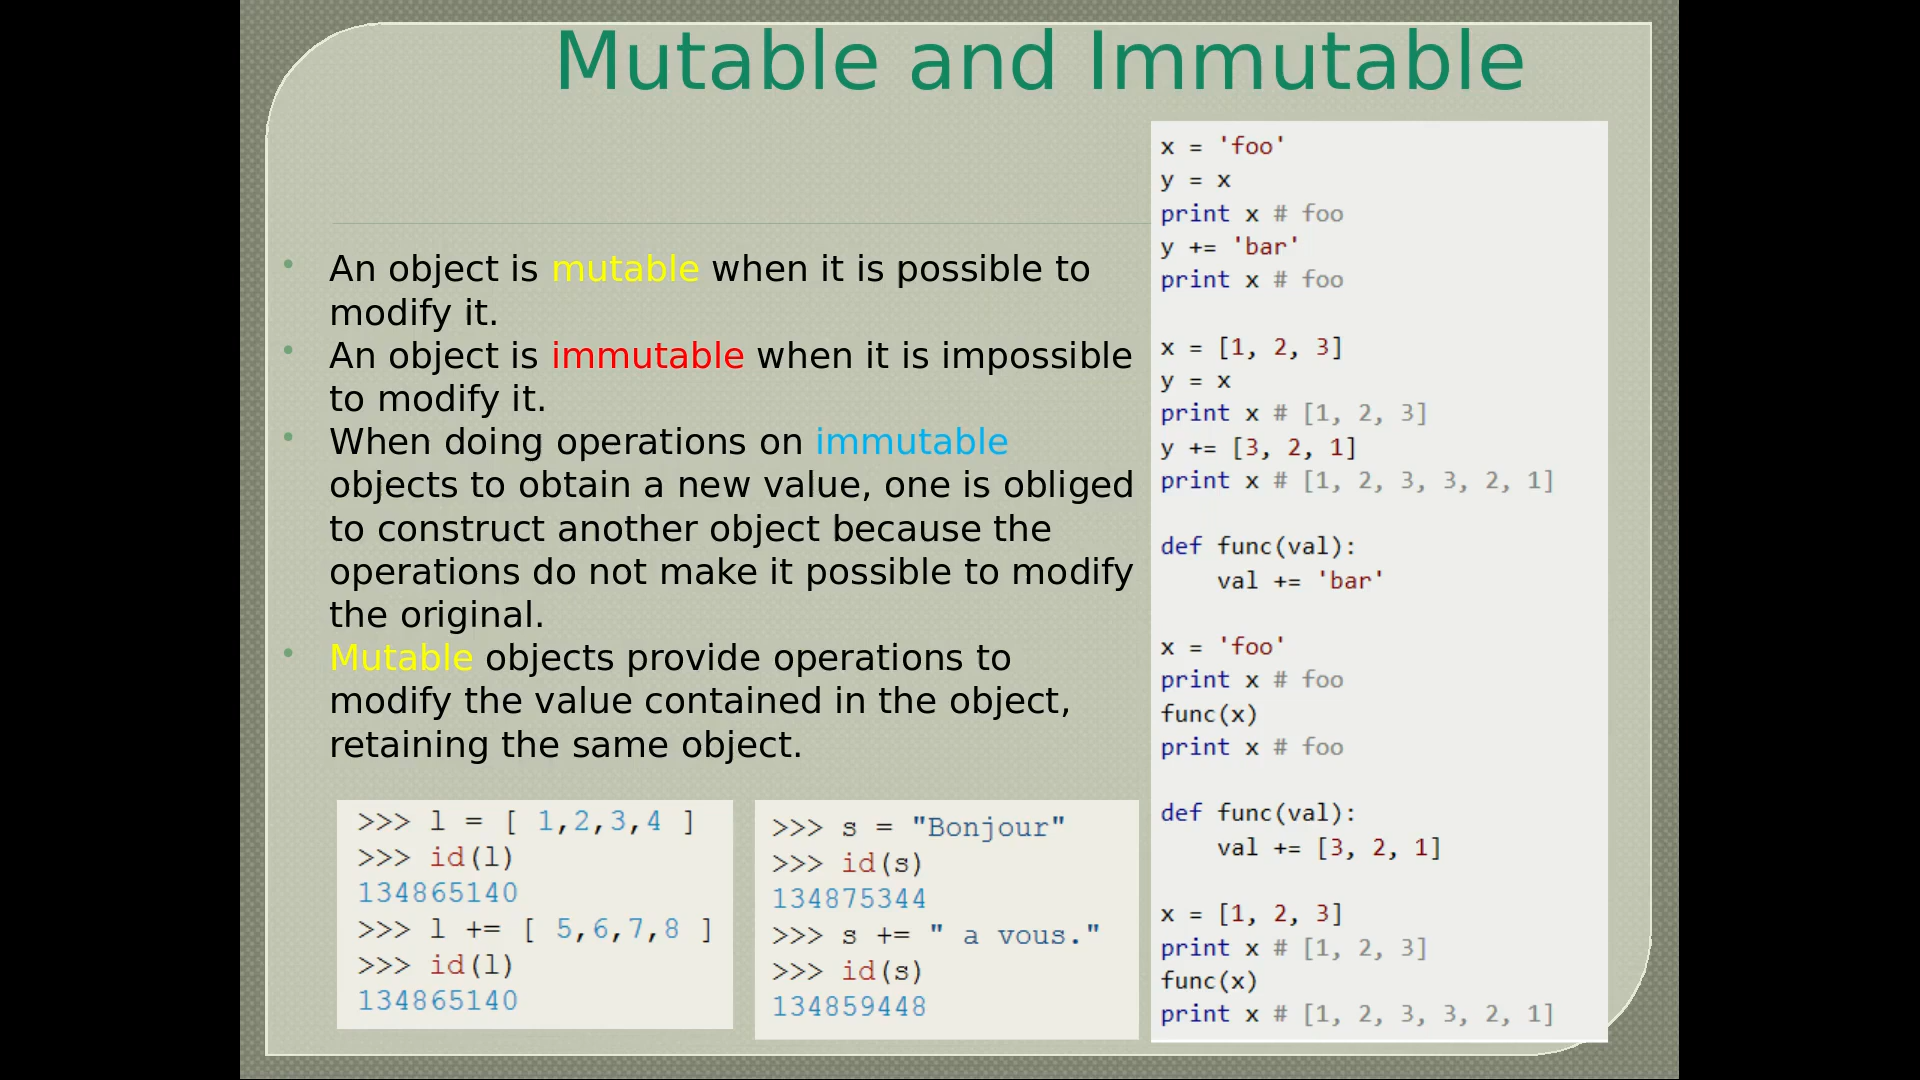 Mutable and Immutable
• An object is mutable when it is possible to
modify it.
• An object is immutable when it is impossible
to modify it.
• When doing operations on immutable
objects to obtain a new value, one is obliged
to construct another object because the
operations do not make it possible to modify
the original.
• Mutable objects provide operations to
modify the value contained in the object,
retaining the same object.
>>> l = [ 1,2,3,4 ]
>>> id(l)
134865140
>>> l += [ 5,6,7,8 ]
>>> id(l)
134865140
>>> s = "Bonjour"
>>> id(s)
134875344
>>> s += " a vous."
>>> id(s)
134859448
x = 'foo'
y = x
print x # foo
y += 'bar'
print x # foo
x = [1, 2, 3]
y = x
print x # [1, 2, 3]
y += [3, 2, 1]
print x # [1, 2, 3, 3, 2, 1]
def func(val):
    val += 'bar'
x = 'foo'
print x # foo
func(x)
print x # foo
def func(val):
    val += [3, 2, 1]
x = [1, 2, 3]
print x # [1, 2, 3]
func(x)
print x # [1, 2, 3, 3, 2, 1]